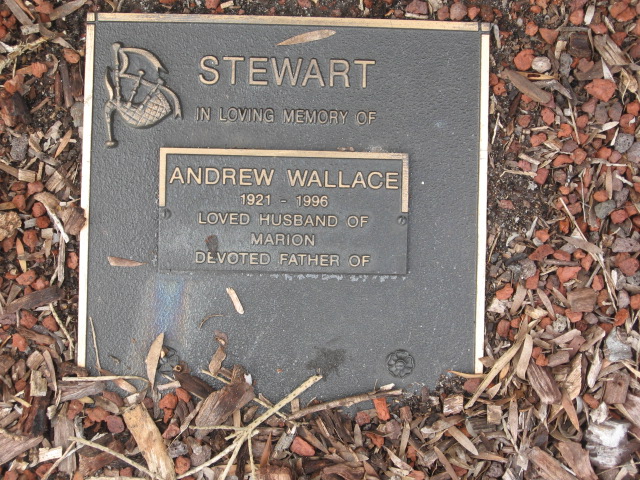 STEWART
IN LOVING MEMORY OF
ANDREW WALLACE
1921 - 1996
LOVED HUSBAND OF
MARION
DEVOTED FATHER OF